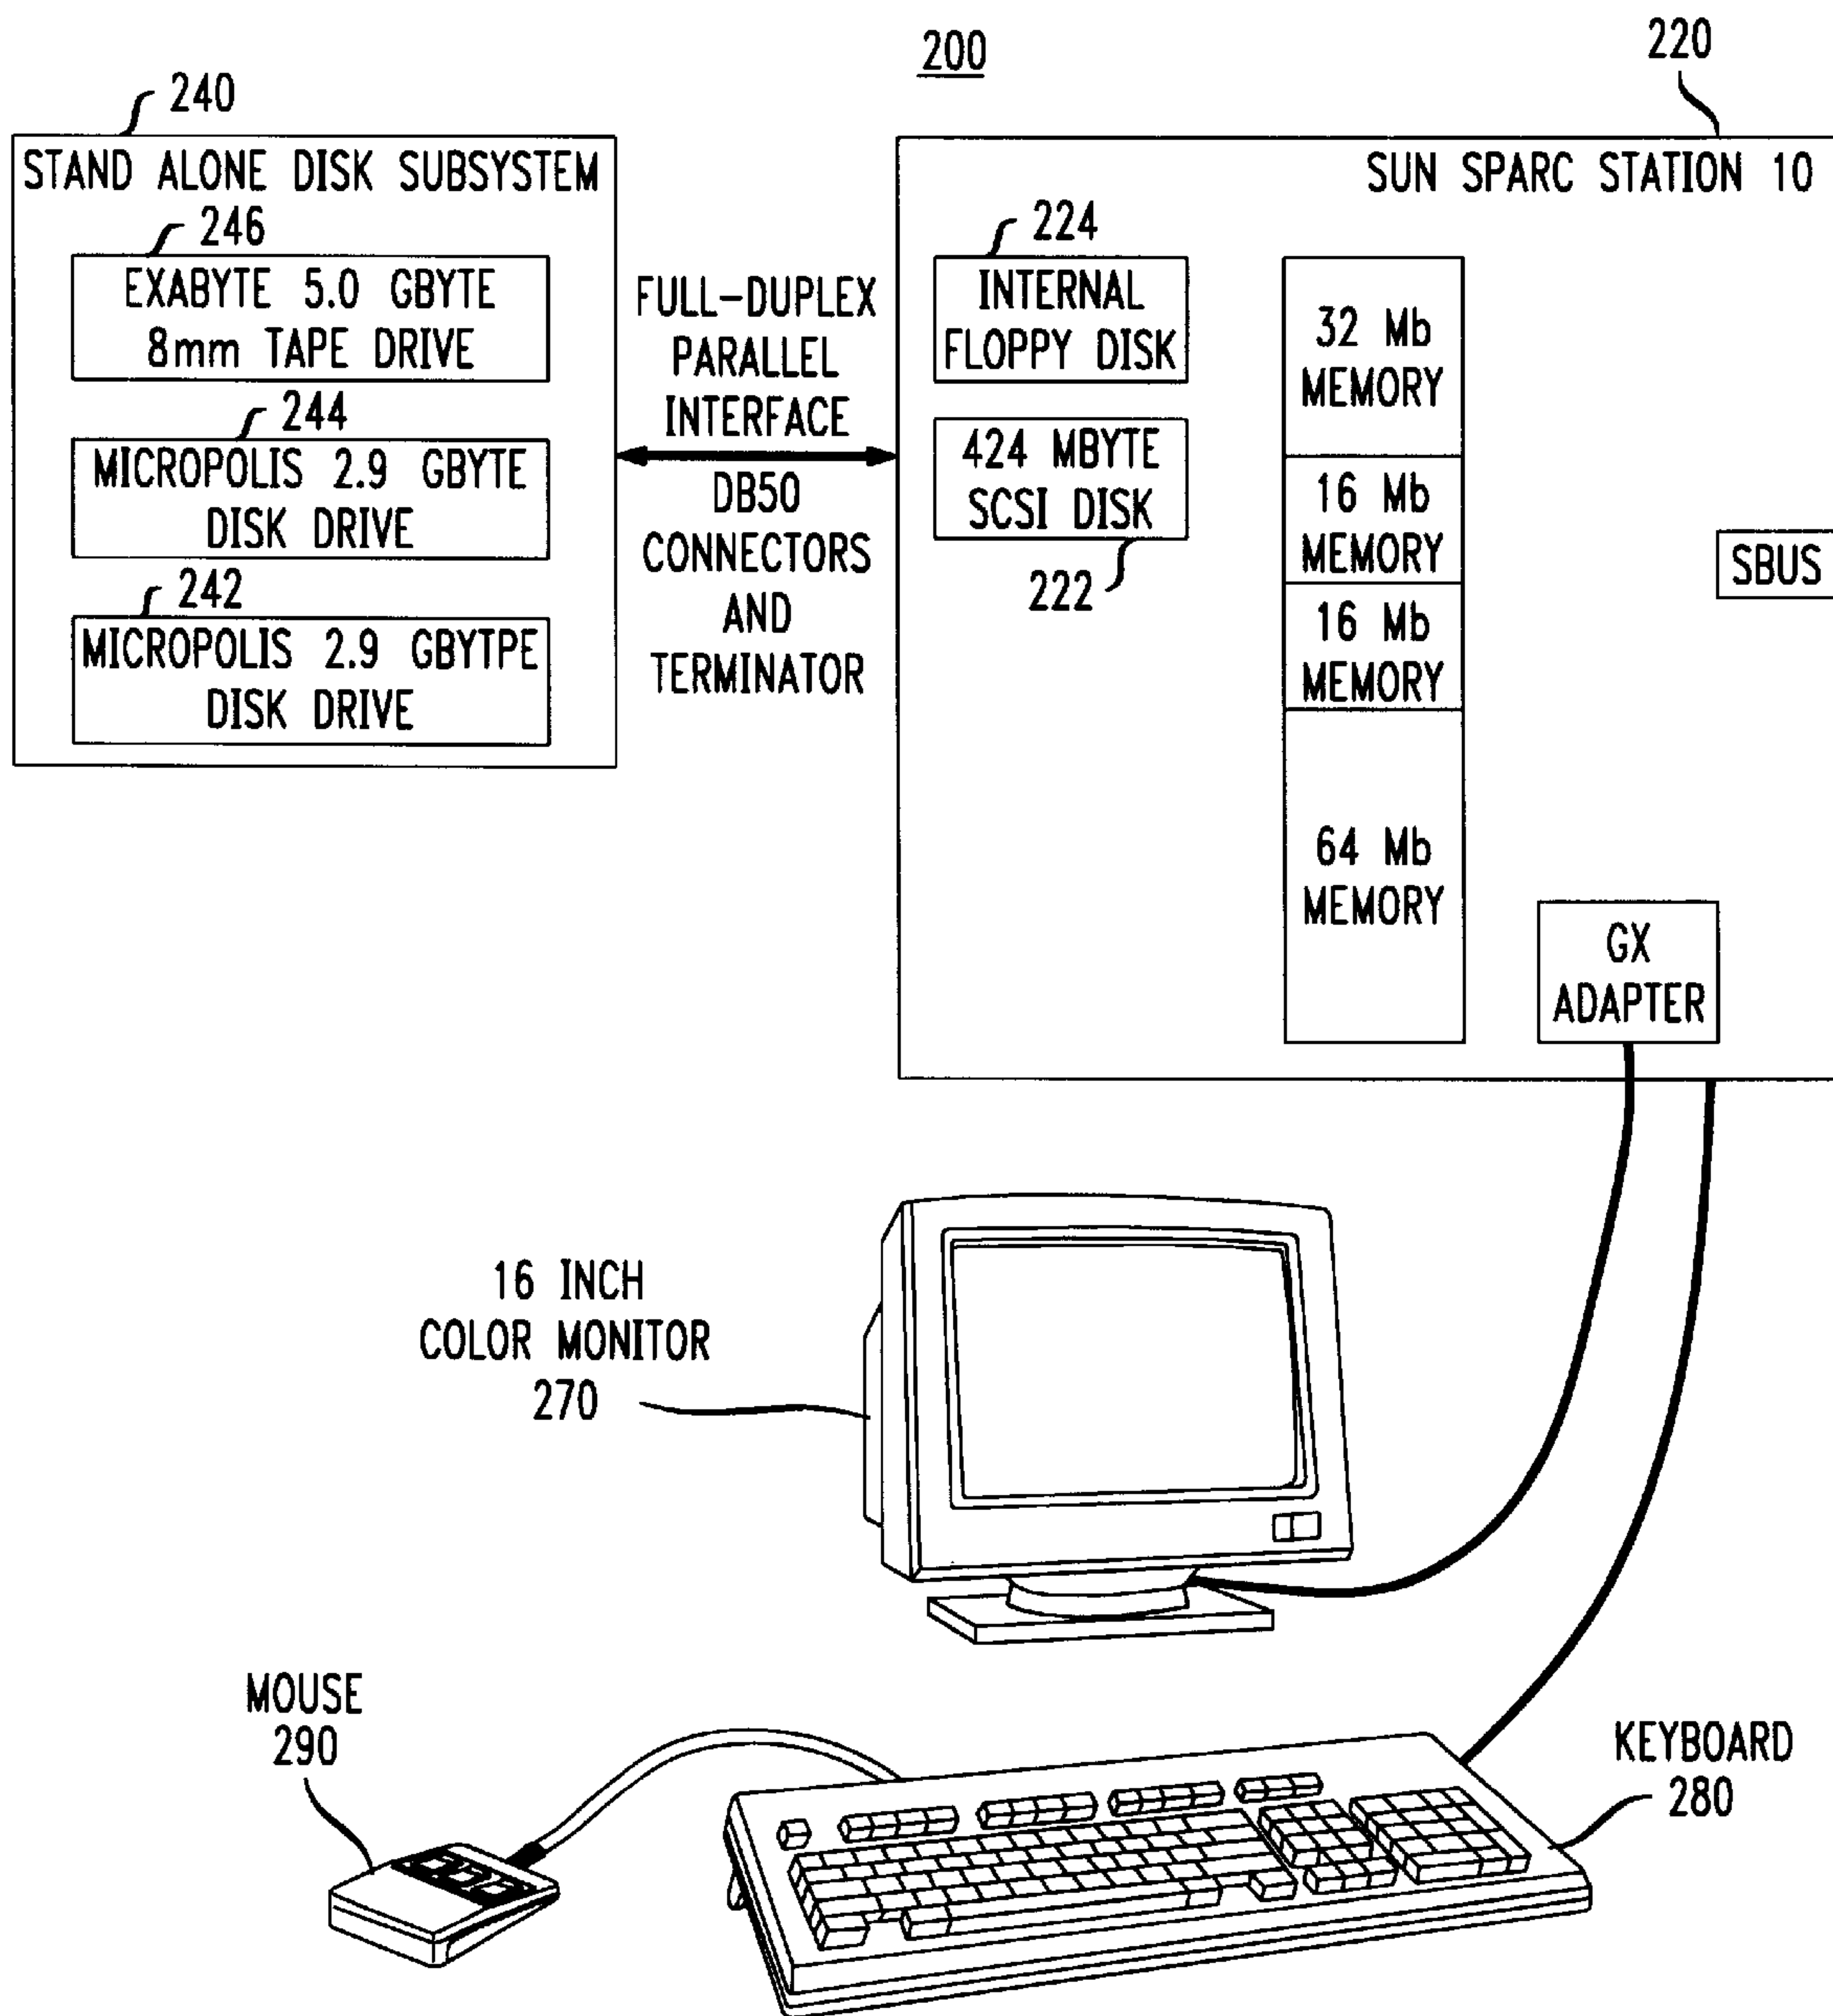 200
220
240
STAND ALONE DISK SUBSYSTEM
246
EXABYTE 5.0 GBYTE
8mm TAPE DRIVE
244
MICROPOLIS 2.9 GBYTE
DISK DRIVE
242
MICROPOLIS 2.9 GBYTPE
DISK DRIVE
FULL-DUPLEX
PARALLEL
INTERFACE
DB50
CONNECTORS
AND
TERMINATOR
SUN SPARC STATION 10
224
INTERNAL
FLOPPY DISK
424 MBYTE
SCSI DISK
222
32 Mb
MEMORY
16 Mb
MEMORY
16 Mb
MEMORY
64 Mb
MEMORY
SBUS
GX
ADAPTER
16 INCH
COLOR MONITOR
270
MOUSE
290
KEYBOARD
280